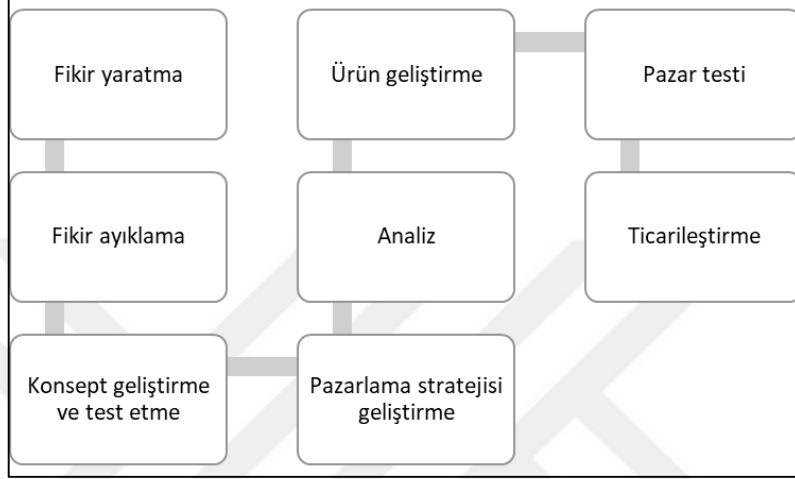 Fikir yaratma
Fikir ayıklama
Konsept geliştirme
ve test etme
Pazarlama stratejisi
geliştirme
Analiz
Ürün geliştirme
Pazar testi
Ticarileştirme